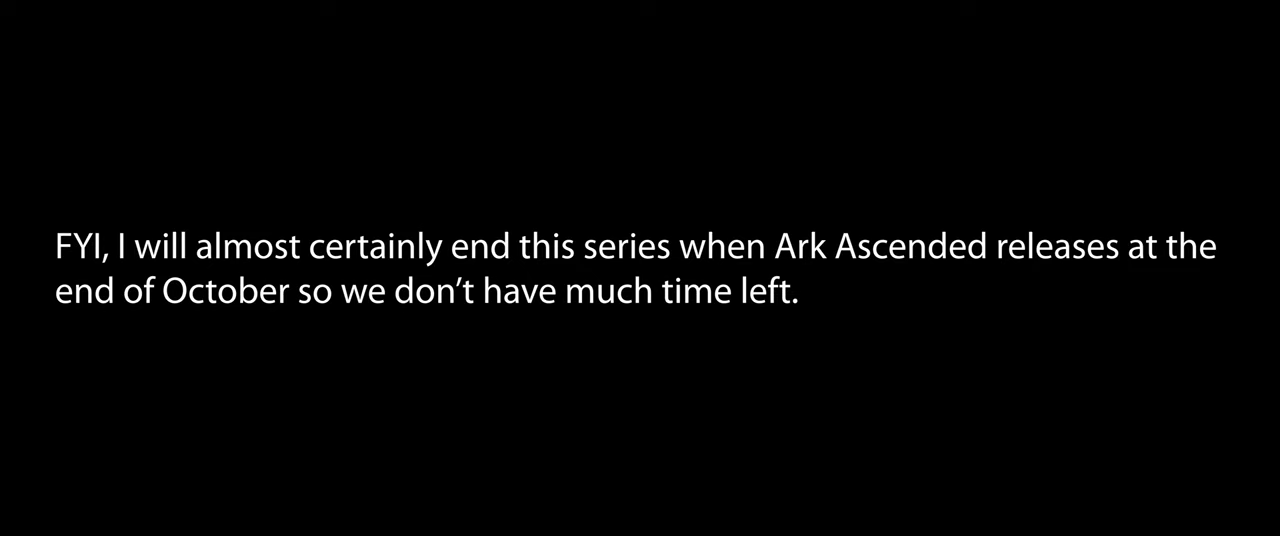 FYI, I will almost certainly end this series when Ark Ascended releases at the
end of October so we don’t have much time left.